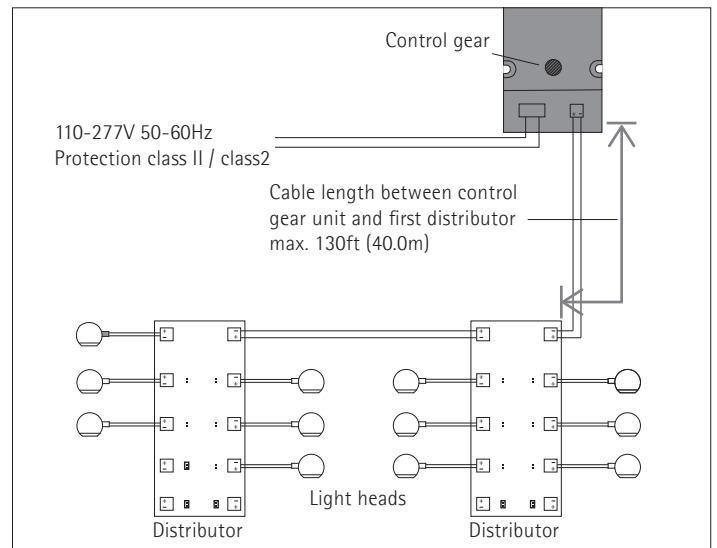 Control gear
110-277V 50-60Hz
Protection class II / class2
Cable length between control
gear unit and first distributor
max. 130ft (40.0m)
Light heads
Distributor
Distributor